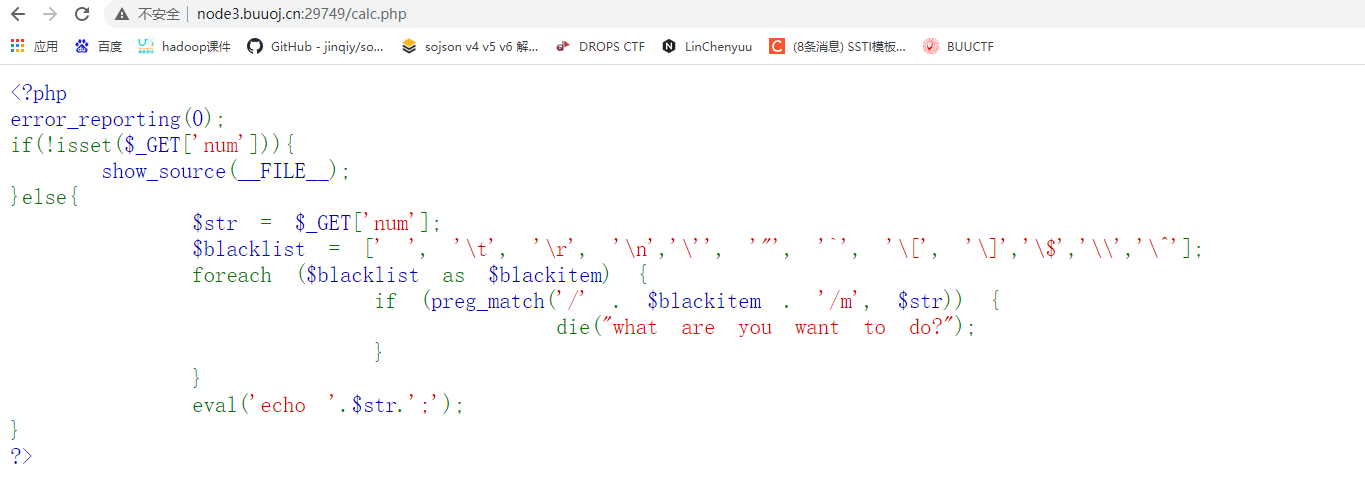 不安全 | node3.buuoj.cn:29749/calc.php
应用 百度 hadoop课件 GitHub - jinqiy/so... sojson v4 v5 v6 解... DROPS CTF LinChenyuu (8条消息) SSTI模板... BUUCTF
<?php
error_reporting(0);
if(!isset($_GET['num'])){
show_source(__FILE__);
}else{
$str = $_GET['num'];
$blacklist = [' ', '\t', '\r', '\n','\'', '"', '`', '\[', '\]','\$','\\','\^'];
foreach ($blacklist as $blackitem) {
if (preg_match('/' . $blackitem . '/m', $str)) {
die("what are you want to do?");
}
}
eval('echo '.$str.';');
}
?>